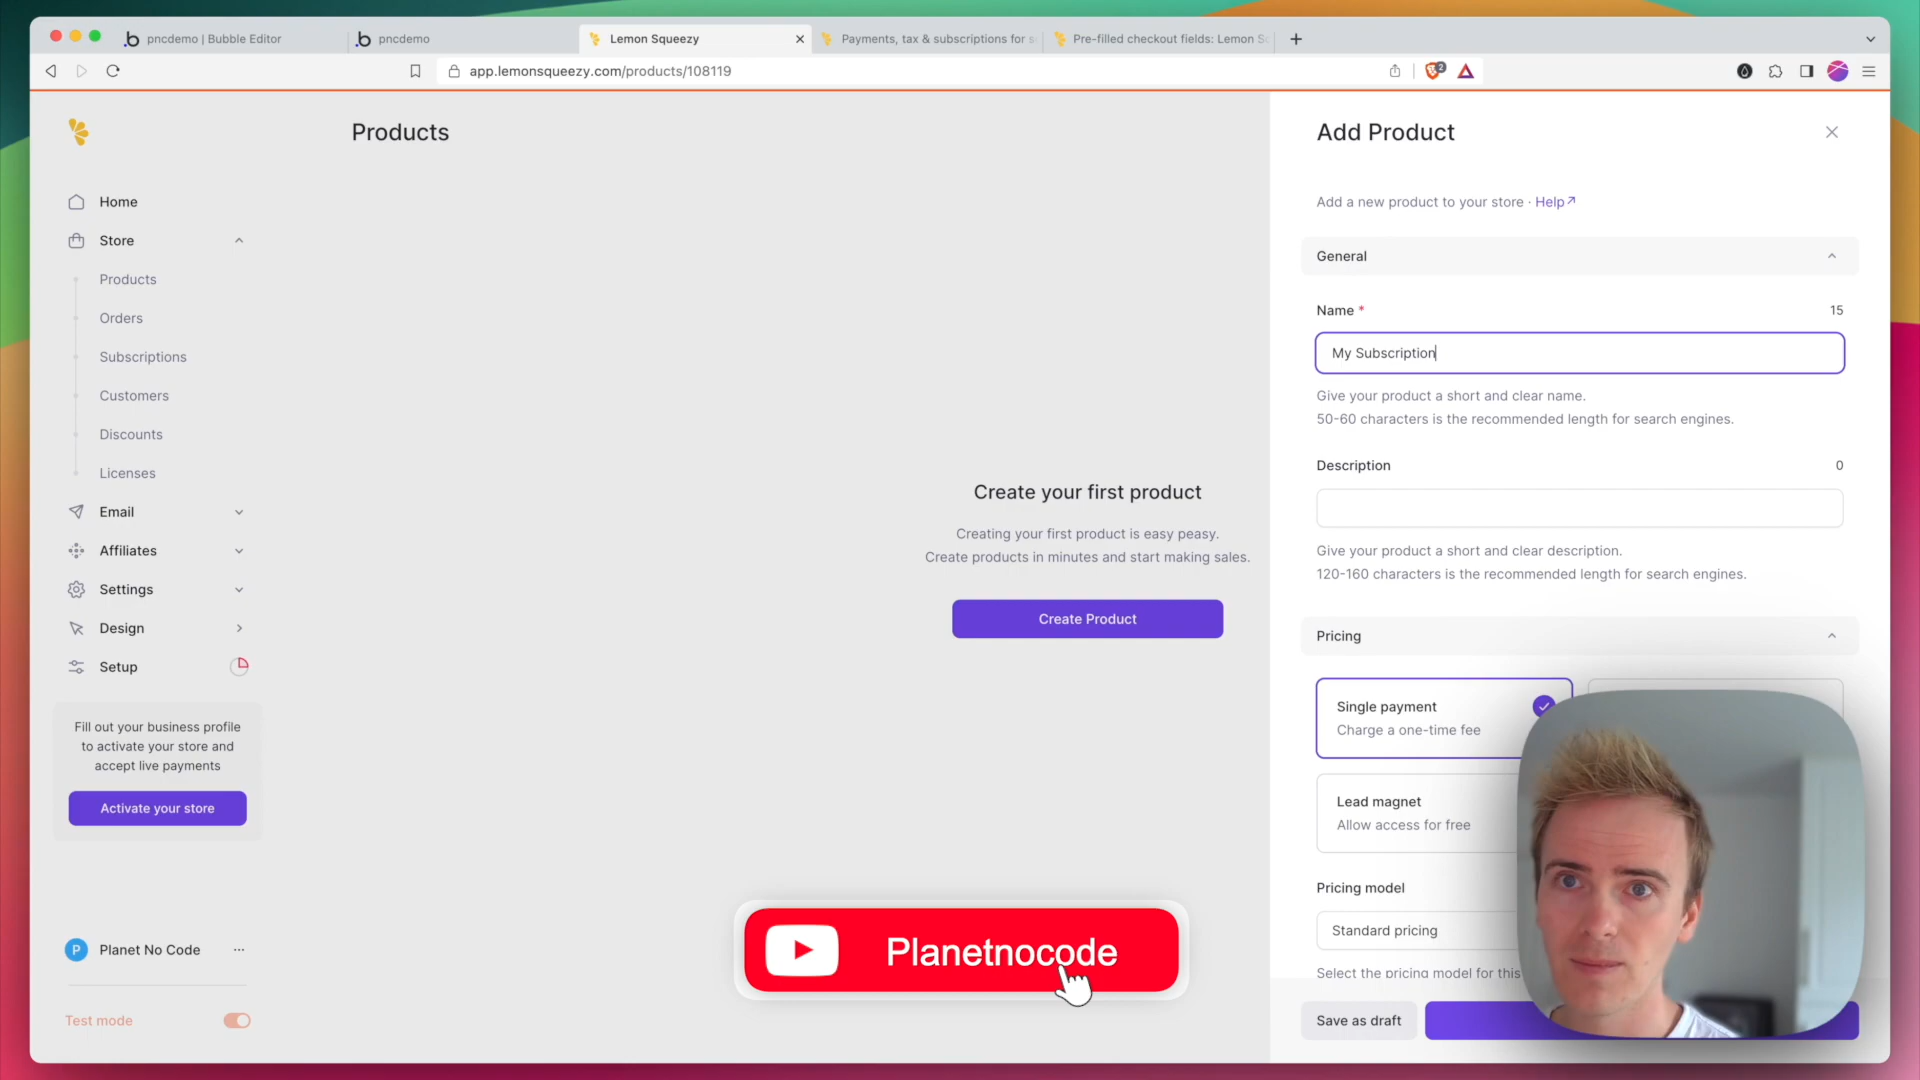 pncdemo | Bubble Editor
pncdemo
Lemon Squeezy
Payments, tax & subscriptions for
Pre-filled checkout fields: Lemon
app.lemonsqueezy.com/products/108119
2
Products
Home
Store
Products
Orders
Subscriptions
Customers
Discounts
Licenses
Email
Affiliates
Settings
Design
Setup
Fill out your business profile
to activate your store and
accept live payments
Activate your store
P
Planet No Code
Test mode
Create your first product
Creating your first product is easy peasy.
Create products in minutes and start making sales.
Create Product
Planetnocode
Add Product
Add a new product to your store · Help
General
Name *
15
My Subscription
Give your product a short and clear name.
50-60 characters is the recommended length for search engines.
Description
0
Give your product a short and clear description.
120-160 characters is the recommended length for search engines.
Pricing
Single payment
Charge a one-time fee
Lead magnet
Allow access for free
Pricing model
Standard pricing
Select the pricing model for this
Save as draft